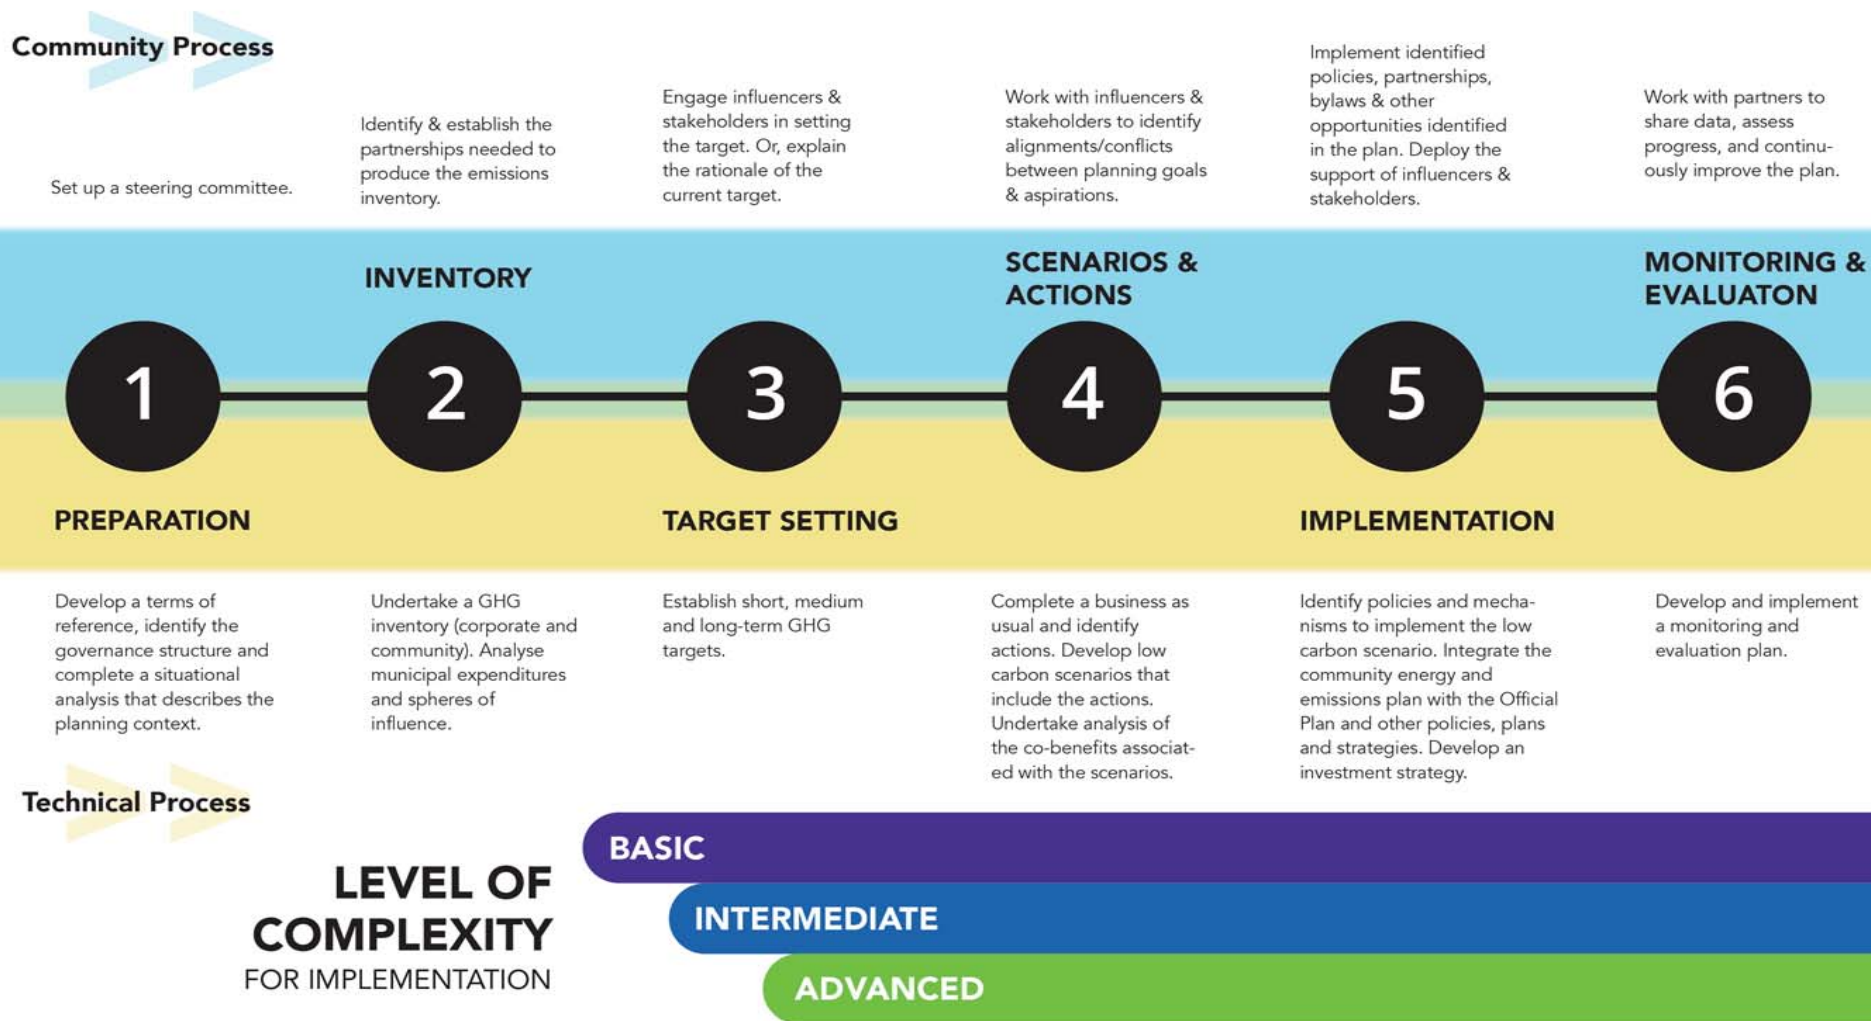 Community Process
Set up a steering committee.
Identify & establish the
partnerships needed to
produce the emissions
inventory.
Engage influencers &
stakeholders in setting
the target. Or, explain
the rationale of the
current target.
Work with influencers &
stakeholders to identify
alignments/conflicts
between planning goals
& aspirations.
Implement identified
policies, partnerships,
bylaws & other
opportunities identified
in the plan. Deploy the
support of influencers &
stakeholders.
Work with partners to
share data, assess
progress, and continu-
ously improve the plan.
INVENTORY
SCENARIOS &
ACTIONS
MONITORING &
EVALUATON
1
2
3
4
5
6
PREPARATION
TARGET SETTING
IMPLEMENTATION
Develop a terms of
reference, identify the
governance structure and
complete a situational
analysis that describes the
planning context.
Undertake a GHG
inventory (corporate and
community). Analyse
municipal expenditures
and spheres of
influence.
Establish short, medium
and long-term GHG
targets.
Complete a business as
usual and identify
actions. Develop low
carbon scenarios that
include the actions.
Undertake analysis of
the co-benefits associat-
ed with the scenarios.
Identify policies and mecha-
nisms to implement the low
carbon scenario. Integrate the
community energy and
emissions plan with the Official
Plan and other policies, plans
and strategies. Develop an
investment strategy.
Develop and implement
a monitoring and
evaluation plan.
Technical Process
LEVEL OF
COMPLEXITY
FOR IMPLEMENTATION
BASIC
INTERMEDIATE
ADVANCED